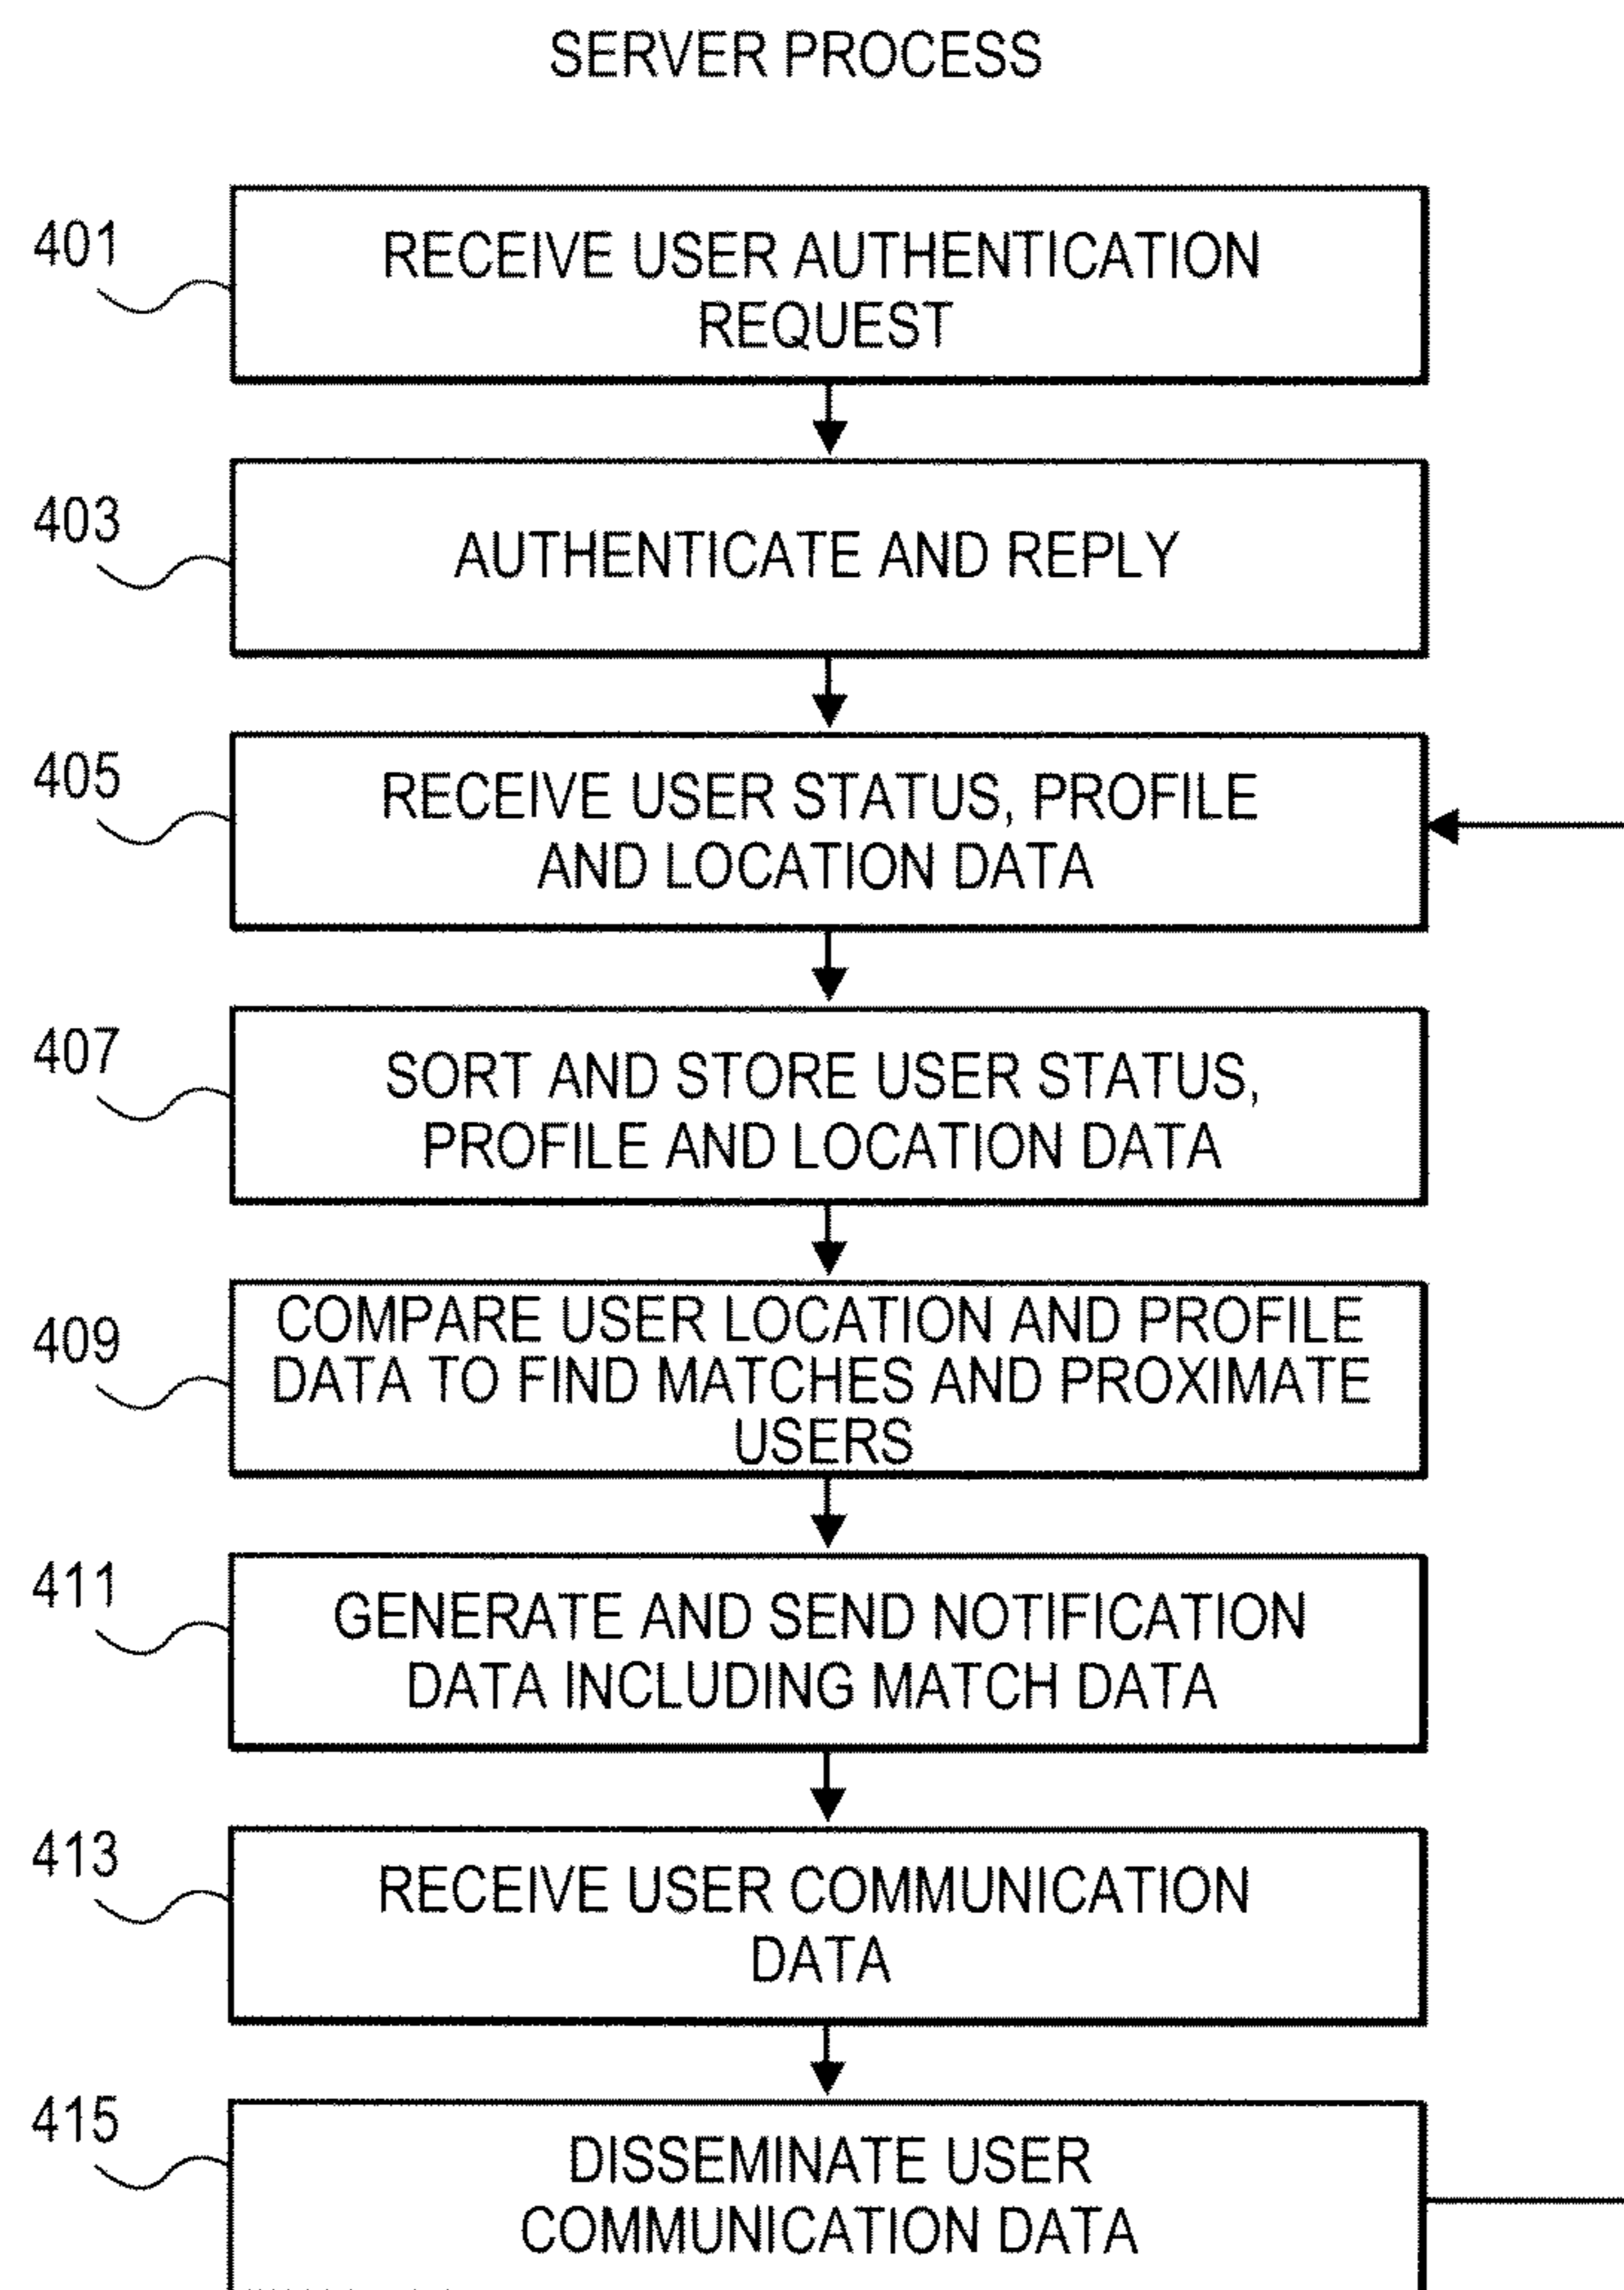 SERVER PROCESS
401
RECEIVE USER AUTHENTICATION
REQUEST
403
AUTHENTICATE AND REPLY
405
RECEIVE USER STATUS, PROFILE
AND LOCATION DATA
407
SORT AND STORE USER STATUS,
PROFILE AND LOCATION DATA
409
COMPARE USER LOCATION AND PROFILE
DATA TO FIND MATCHES AND PROXIMATE
USERS
411
GENERATE AND SEND NOTIFICATION
DATA INCLUDING MATCH DATA
413
RECEIVE USER COMMUNICATION
DATA
415
DISSEMINATE USER
COMMUNICATION DATA